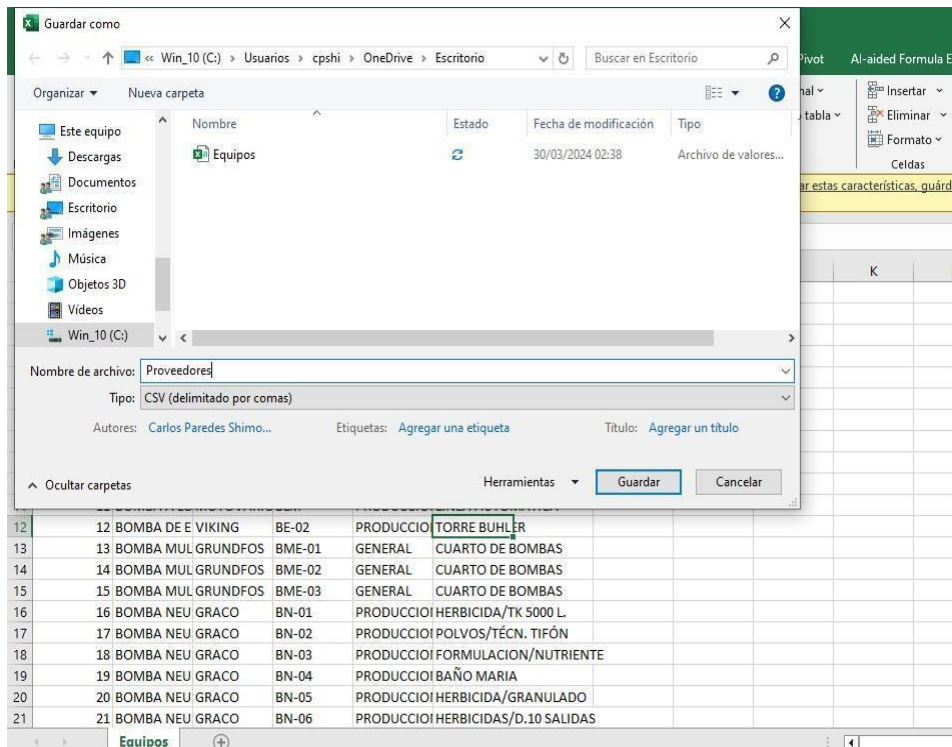 Guardar como
Pivot AI-aided Formula E
« Win_10 (C:) › Usuarios › cpshi › OneDrive › Escritorio Buscar en Escritorio
Organizar Nueva carpeta
Insertar
Eliminar
Formato
Celdas
tabla
Este equipo
Descargas
Documentos
Escritorio
Imágenes
Música
Objetos 3D
Vídeos
Win_10 (C:)
Nombre Estado Fecha de modificación Tipo
Equipos 30/03/2024 02:38 Archivo de valores...
ar estas características, guárd
K
Nombre de archivo: Proveedores
Tipo: CSV (delimitado por comas)
Autores: Carlos Paredes Shimo... Etiquetas: Agregar una etiqueta Título: Agregar un título
Ocultar carpetas Herramientas Guardar Cancelar
12 12 BOMBA DE E VIKING BE-02 PRODUCCIO TORRE BUHLER
13 13 BOMBA MUL GRUNDFOS BME-01 GENERAL CUARTO DE BOMBAS
14 14 BOMBA MUL GRUNDFOS BME-02 GENERAL CUARTO DE BOMBAS
15 15 BOMBA MUL GRUNDFOS BME-03 GENERAL CUARTO DE BOMBAS
16 16 BOMBA NEU GRACO BN-01 PRODUCCIO HERBICIDA/TK 5000 L.
17 17 BOMBA NEU GRACO BN-02 PRODUCCIO POLVOS/TÉCN. TIFÓN
18 18 BOMBA NEU GRACO BN-03 PRODUCCIO FORMULACION/NUTRIENTE
19 19 BOMBA NEU GRACO BN-04 PRODUCCIO BAÑO MARIA
20 20 BOMBA NEU GRACO BN-05 PRODUCCIO HERBICIDA/GRANULADO
21 21 BOMBA NEU GRACO BN-06 PRODUCCIO HERBICIDAS/D.10 SALIDAS
Equipos